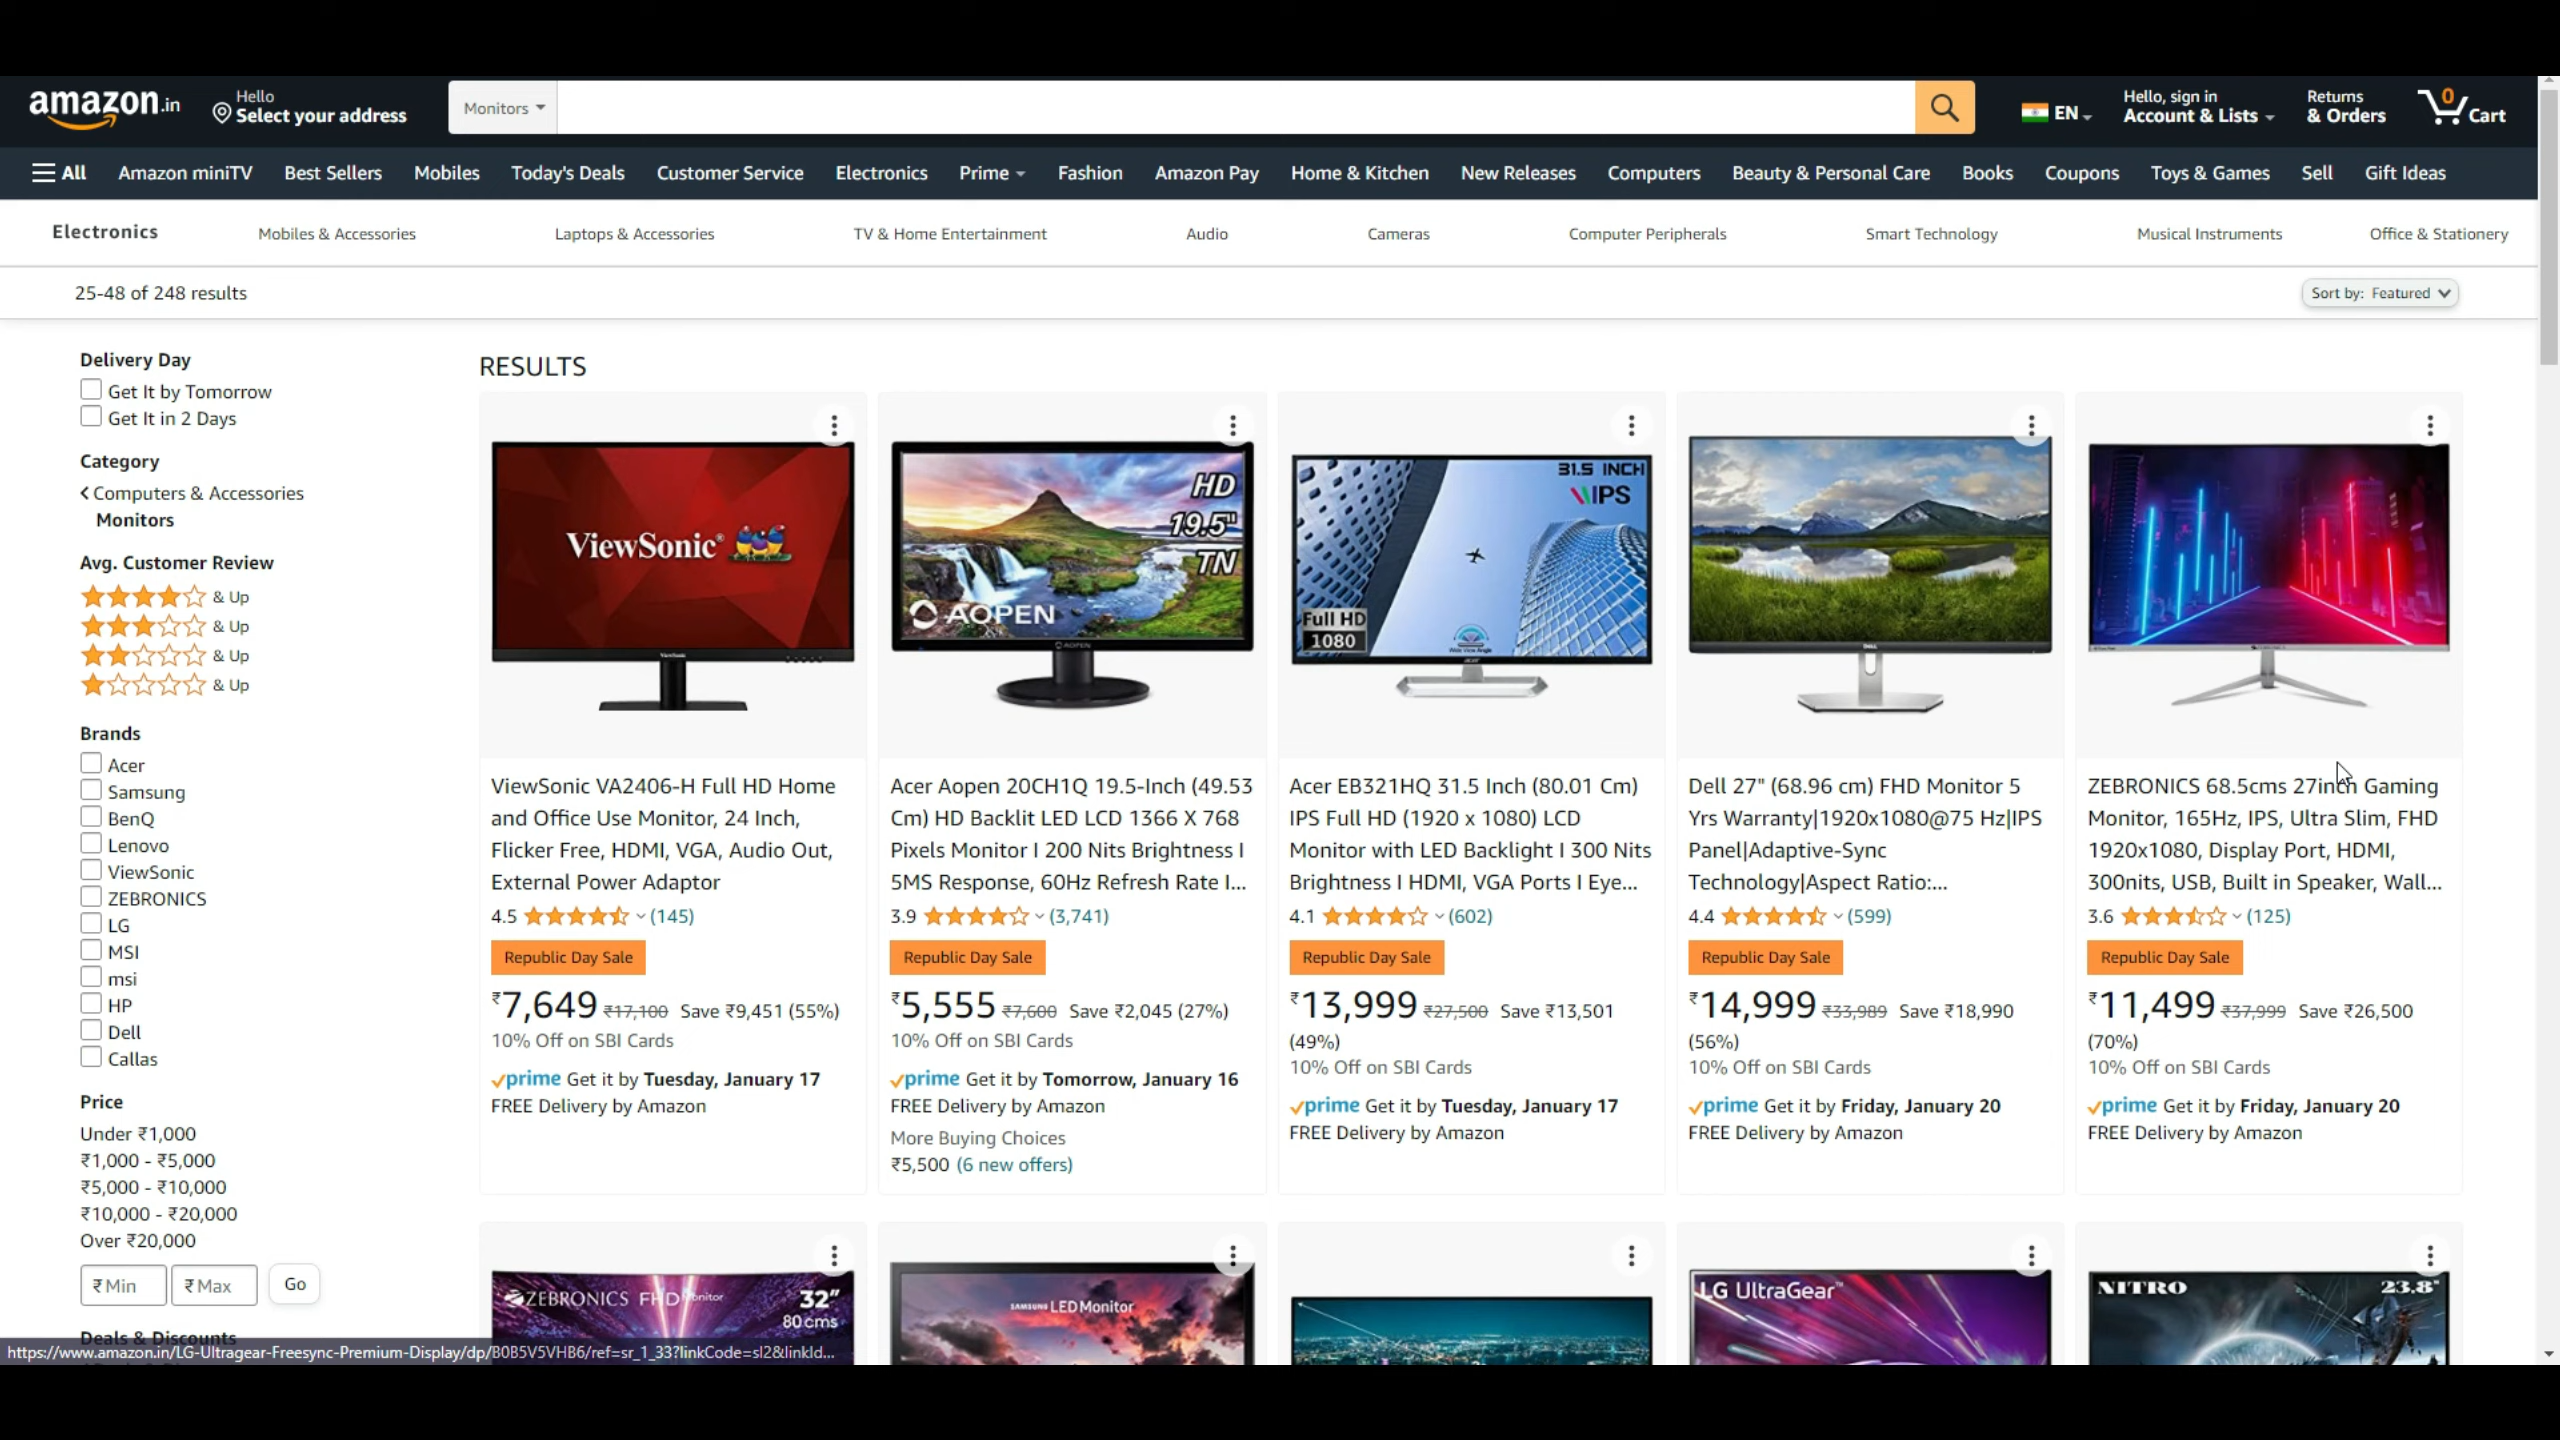 amazon.in
Hello
Select your address
Monitors
EN
Hello, sign in
Account & Lists
Returns
& Orders
0
Cart
All
Amazon miniTV
Best Sellers
Mobiles
Today's Deals
Customer Service
Electronics
Prime
Fashion
Amazon Pay
Home & Kitchen
New Releases
Computers
Beauty & Personal Care
Books
Coupons
Toys & Games
Sell
Gift Ideas
Electronics
Mobiles & Accessories
Laptops & Accessories
TV & Home Entertainment
Audio
Cameras
Computer Peripherals
Smart Technology
Musical Instruments
Office & Stationery
25-48 of 248 results
Sort by: Featured
Delivery Day
Get It by Tomorrow
Get It in 2 Days
Category
Computers & Accessories
Monitors
Avg. Customer Review
& Up
& Up
& Up
& Up
Brands
Acer
Samsung
BenQ
Lenovo
ViewSonic
ZEBRONICS
LG
MSI
msi
HP
Dell
Callas
Price
Under ₹1,000
₹1,000 - ₹5,000
₹5,000 - ₹10,000
₹10,000 - ₹20,000
Over ₹20,000
₹ Min
₹ Max
Go
Deals & Discounts
RESULTS
ViewSonic
ViewSonic VA2406-H Full HD Home
and Office Use Monitor, 24 Inch,
Flicker Free, HDMI, VGA, Audio Out,
External Power Adaptor
4.5 (145)
Republic Day Sale
₹7,649 ₹17,100 Save ₹9,451 (55%)
10% Off on SBI Cards
prime Get it by Tuesday, January 17
FREE Delivery by Amazon
HD
19.5"
TN
AOPEN
Acer Aopen 20CH1Q 19.5-Inch (49.53
Cm) HD Backlit LED LCD 1366 X 768
Pixels Monitor I 200 Nits Brightness I
5MS Response, 60Hz Refresh Rate I...
3.9 (3,741)
Republic Day Sale
₹5,555 ₹7,600 Save ₹2,045 (27%)
10% Off on SBI Cards
prime Get it by Tomorrow, January 16
FREE Delivery by Amazon
More Buying Choices
₹5,500 (6 new offers)
31.5 INCH
IPS
Full HD
1080
Acer EB321HQ 31.5 Inch (80.01 Cm)
IPS Full HD (1920 x 1080) LCD
Monitor with LED Backlight I 300 Nits
Brightness I HDMI, VGA Ports I Eye...
4.1 (602)
Republic Day Sale
₹13,999 ₹27,500 Save ₹13,501
(49%)
10% Off on SBI Cards
prime Get it by Tuesday, January 17
FREE Delivery by Amazon
Dell 27" (68.96 cm) FHD Monitor 5
Yrs Warranty|1920x1080@75 Hz|IPS
Panel|Adaptive-Sync
Technology|Aspect Ratio:...
4.4 (599)
Republic Day Sale
₹14,999 ₹33,989 Save ₹18,990
(56%)
10% Off on SBI Cards
prime Get it by Friday, January 20
FREE Delivery by Amazon
ZEBRONICS 68.5cms 27inch Gaming
Monitor, 165Hz, IPS, Ultra Slim, FHD
1920x1080, Display Port, HDMI,
300nits, USB, Built in Speaker, Wall...
3.6 (125)
Republic Day Sale
₹11,499 ₹37,999 Save ₹26,500
(70%)
10% Off on SBI Cards
prime Get it by Friday, January 20
FREE Delivery by Amazon
ZEBRONICS FHD Monitor
32"
80 cms
SAMSUNG LED Monitor
LG UltraGear™
NITRO
23.8"
https://www.amazon.in/LG-Ultragear-Freesync-Premium-Display/dp/B0B5V5VHB6/ref=sr_1_33?linkCode=sl2&linkId...